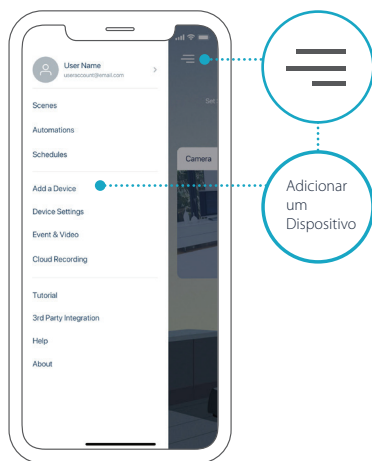 User Name
useraccount@email.com
Scenes
Automations
Schedules
Add a Device
Device Settings
Event & Video
Cloud Recording
Tutorial
3rd Party Integration
Help
About
Set
Camera
Adicionar
um
Dispositivo